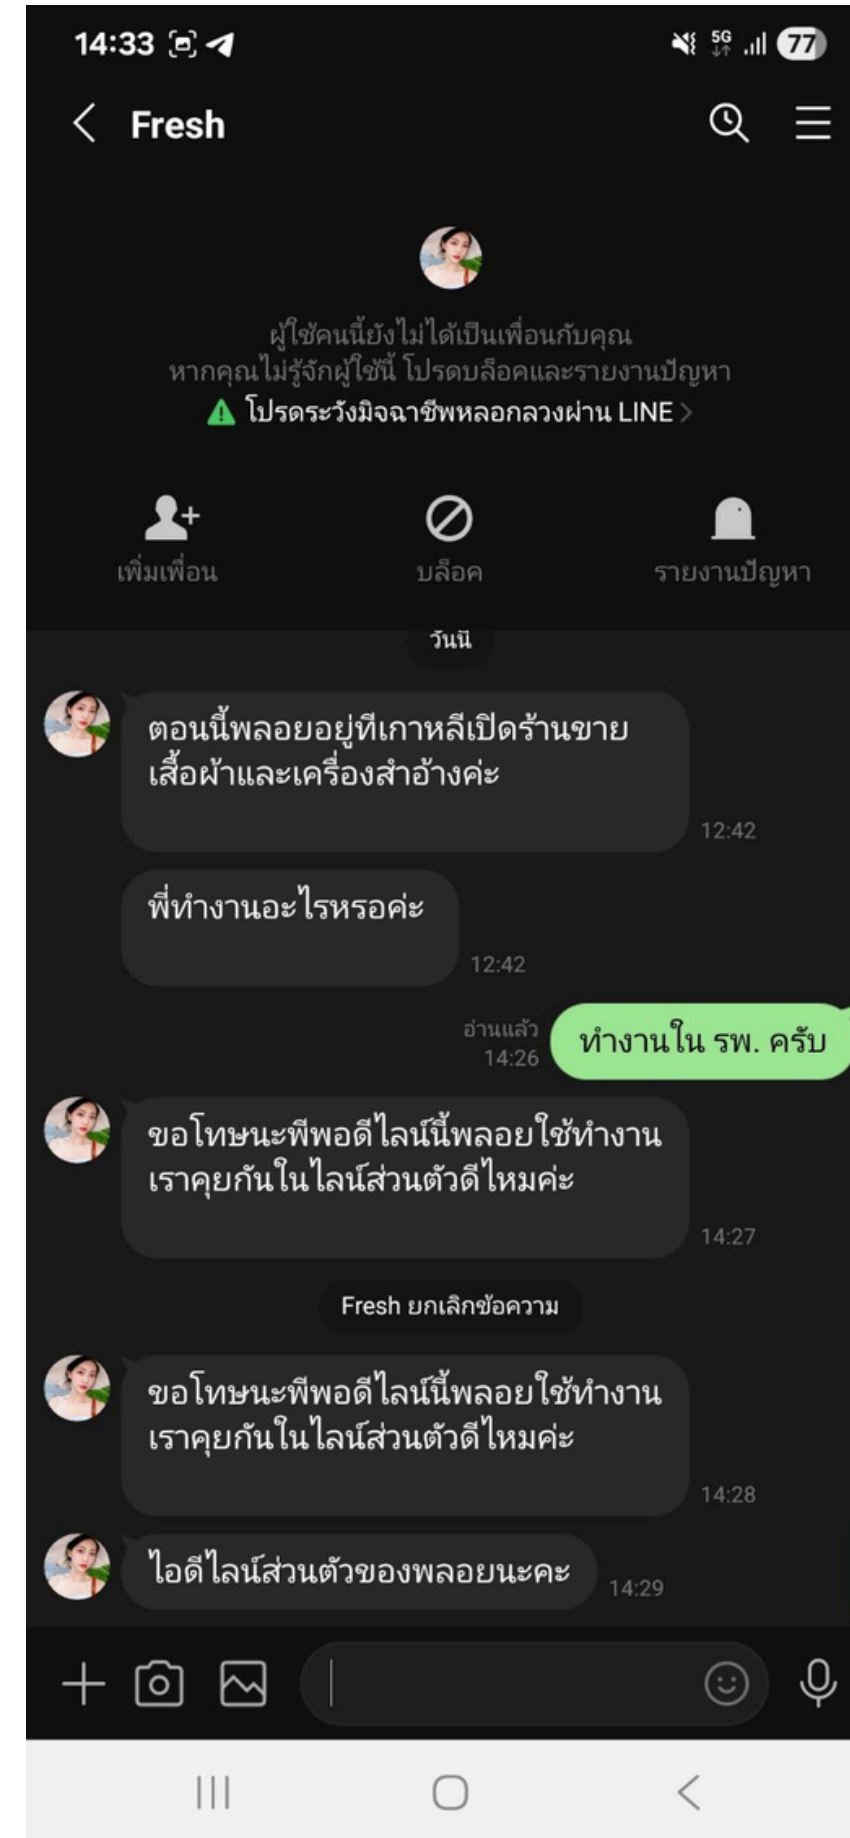 14:33
5G
77
Fresh
ผู้ใช้คนนี้ยังไม่ได้เป็นเพื่อนกับคุณ
หากคุณไม่รู้จักผู้ใช้นี้ โปรดบล็อคและรายงานปัญหา
โปรดระวังมิจฉาชีพหลอกลวงผ่าน LINE
เพิ่มเพื่อน
บล็อค
รายงานปัญหา
วันนี้
ตอนนี้พลอยอยู่ทีเกาหลีเปิดร้านขาย
เสื้อผ้าและเครื่องสำอ้างค่ะ
12:42
พี่ทำงานอะไรหรอค่ะ
12:42
อ่านแล้ว
14:26
ทำงานใน รพ. ครับ
ขอโทษนะพีพอดีไลน์นี้พลอยใช้ทำงาน
เราคุยกันในไลน์ส่วนตัวดีไหมค่ะ
14:27
Fresh ยกเลิกข้อความ
ขอโทษนะพีพอดีไลน์นี้พลอยใช้ทำงาน
เราคุยกันในไลน์ส่วนตัวดีไหมค่ะ
14:28
ไอดีไลน์ส่วนตัวของพลอยนะคะ
14:29